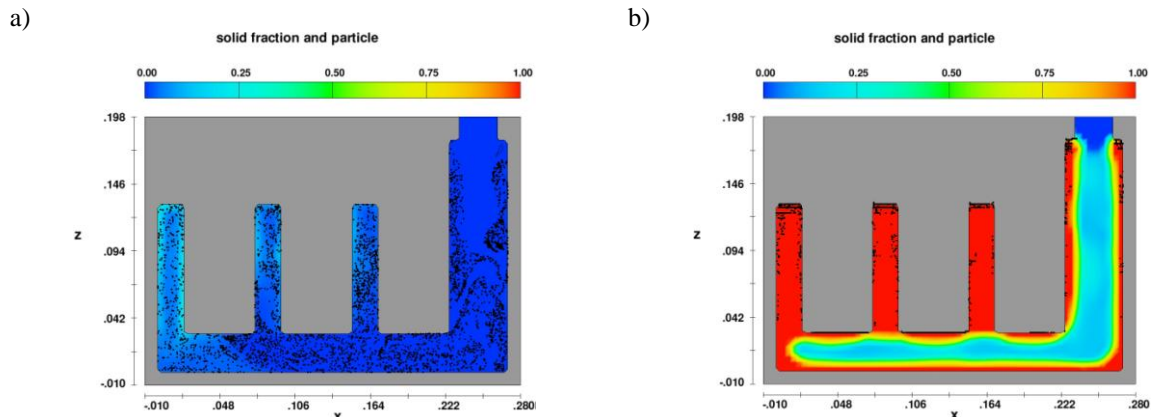 a)
solid fraction and particle
0.00 0.25 0.50 0.75 1.00
.198
.146
z
.094
.042
-.010
-.010 .048 .106 .164 .222 .280
x
b)
solid fraction and particle
0.00 0.25 0.50 0.75 1.00
.198
.146
z
.094
.042
-.010
-.010 .048 .106 .164 .222 .280
x